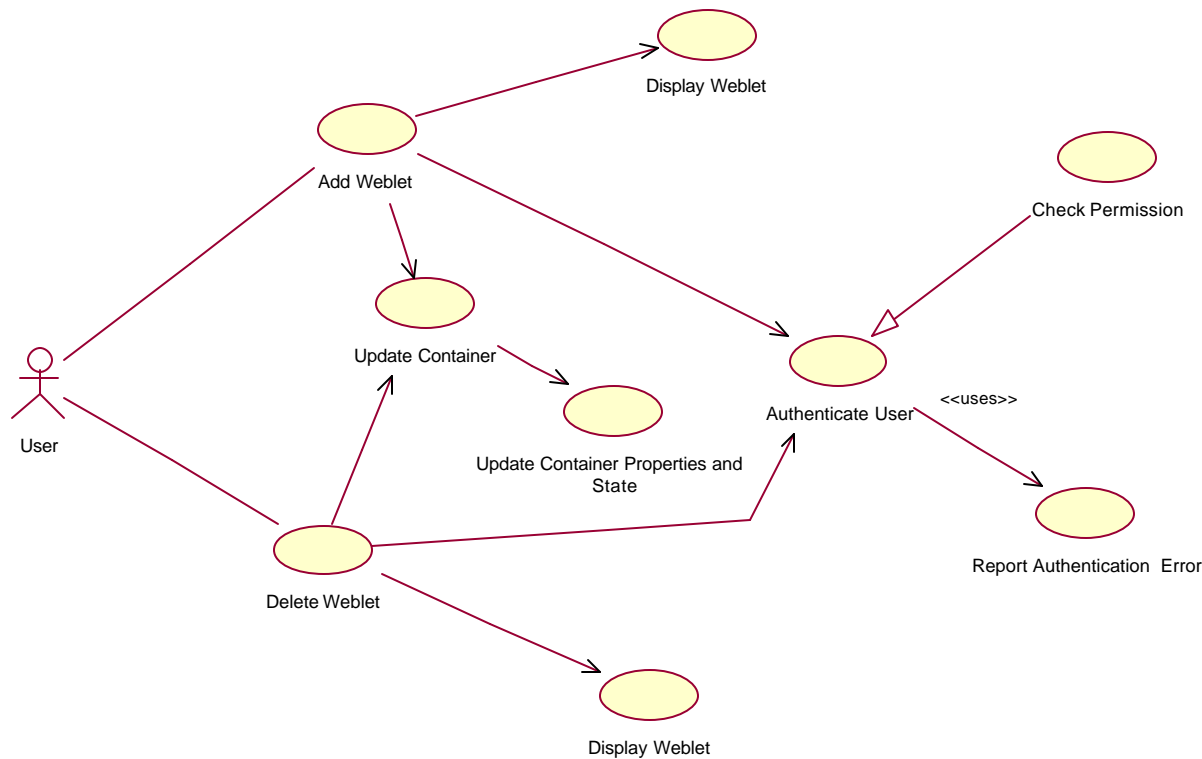 Display Weblet
Add Weblet
Check Permission
Update Container
<<uses>>
Authenticate User
User
Update Container Properties and
State
Report Authentication Error
Delete Weblet
Display Weblet